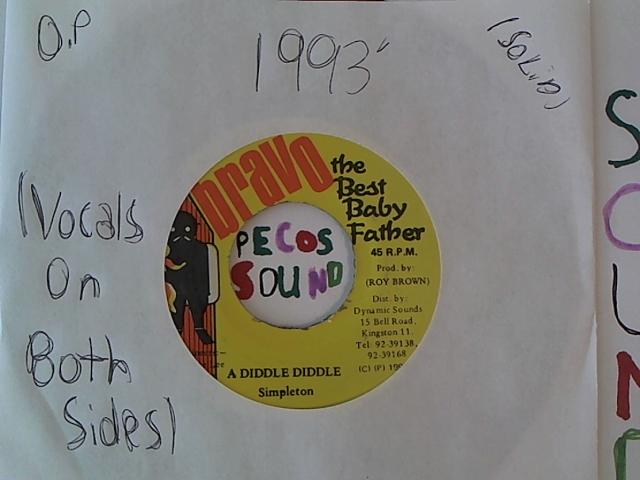 O.P
1993'
(Solid)
(Vocals
On
Both
Sides)
bravo
the
Best
Baby
Father
45 R.P.M.
Prod. by:
(ROY BROWN)
Dist. by:
Dynamic Sounds
15 Bell Road,
Kingston 11.
Tel: 92-39138,
92-39168
(C) (P) 199
PECOS
SOUND
A DIDDLE DIDDLE
Simpleton
S
O
U
N
D